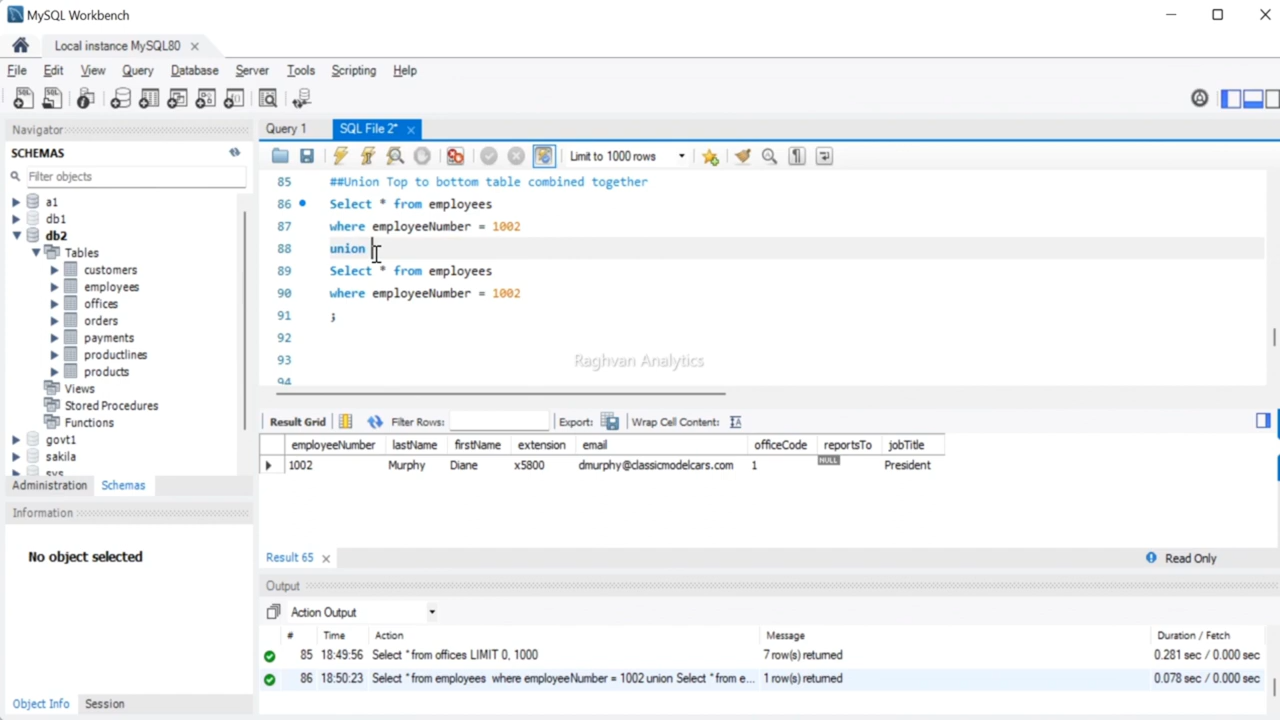 MySQL Workbench
Local instance MySQL80
File Edit View Query Database Server Tools Scripting Help
Navigator
Query 1 SQL File 2*
SCHEMAS
Limit to 1000 rows
Filter objects
a1
db1
db2
Tables
customers
employees
offices
orders
payments
productlines
products
Views
Stored Procedures
Functions
govt1
sakila
sys
Administration Schemas
Information
No object selected
Object Info Session
85 ##Union Top to bottom table combined together
86 Select * from employees
87 where employeeNumber = 1002
88 union
89 Select * from employees
90 where employeeNumber = 1002
91 ;
92
93
94
Raghvan Analytics
Result Grid Filter Rows: Export: Wrap Cell Content:
employeeNumber lastName firstName extension email officeCode reportsTo jobTitle
1002 Murphy Diane x5800 dmurphy@classicmodelcars.com 1 NULL President
Result 65 Read Only
Output
Action Output
# Time Action Message Duration / Fetch
85 18:49:56 Select * from offices LIMIT 0, 1000 7 row(s) returned 0.281 sec / 0.000 sec
86 18:50:23 Select * from employees where employeeNumber = 1002 union Select * from e... 1 row(s) returned 0.078 sec / 0.000 sec